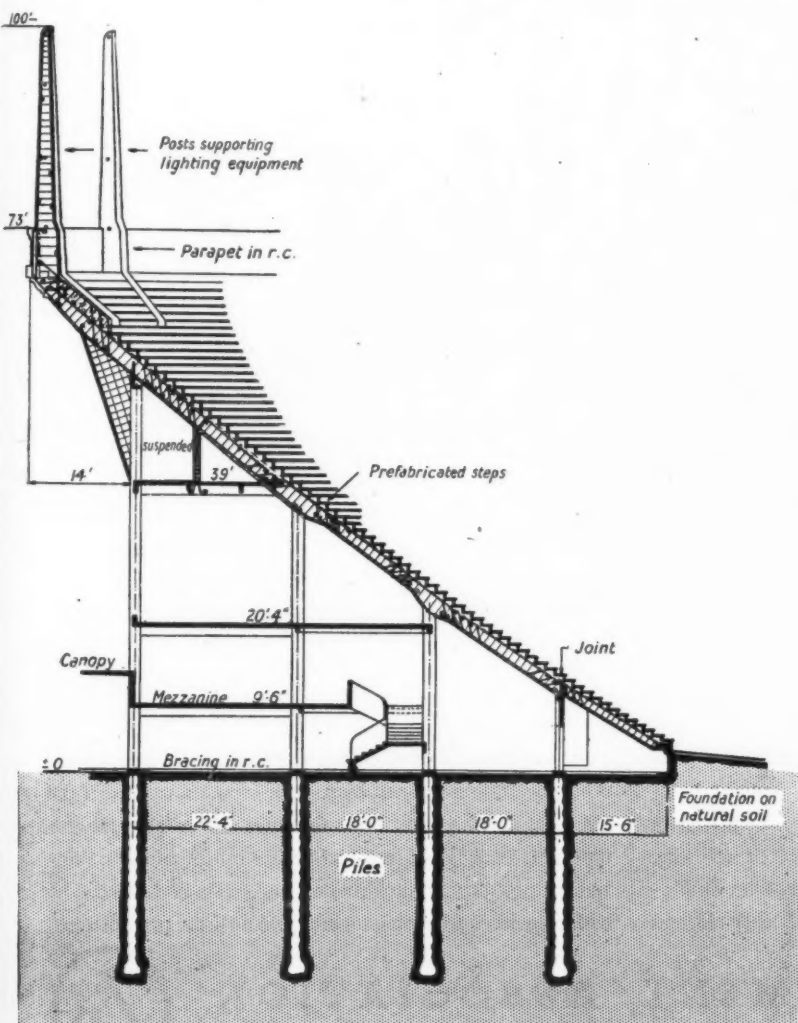 100'-
Posts supporting
lighting equipment
73'
Parapet in r.c.
suspended
14'
39'
Prefabricated steps
20'-4"
Canopy
Joint
Mezzanine 9'-6"
± 0
Bracing in r.c.
Foundation on
natural soil
22'-4"
18'-0"
18'-0"
15'-6"
Piles